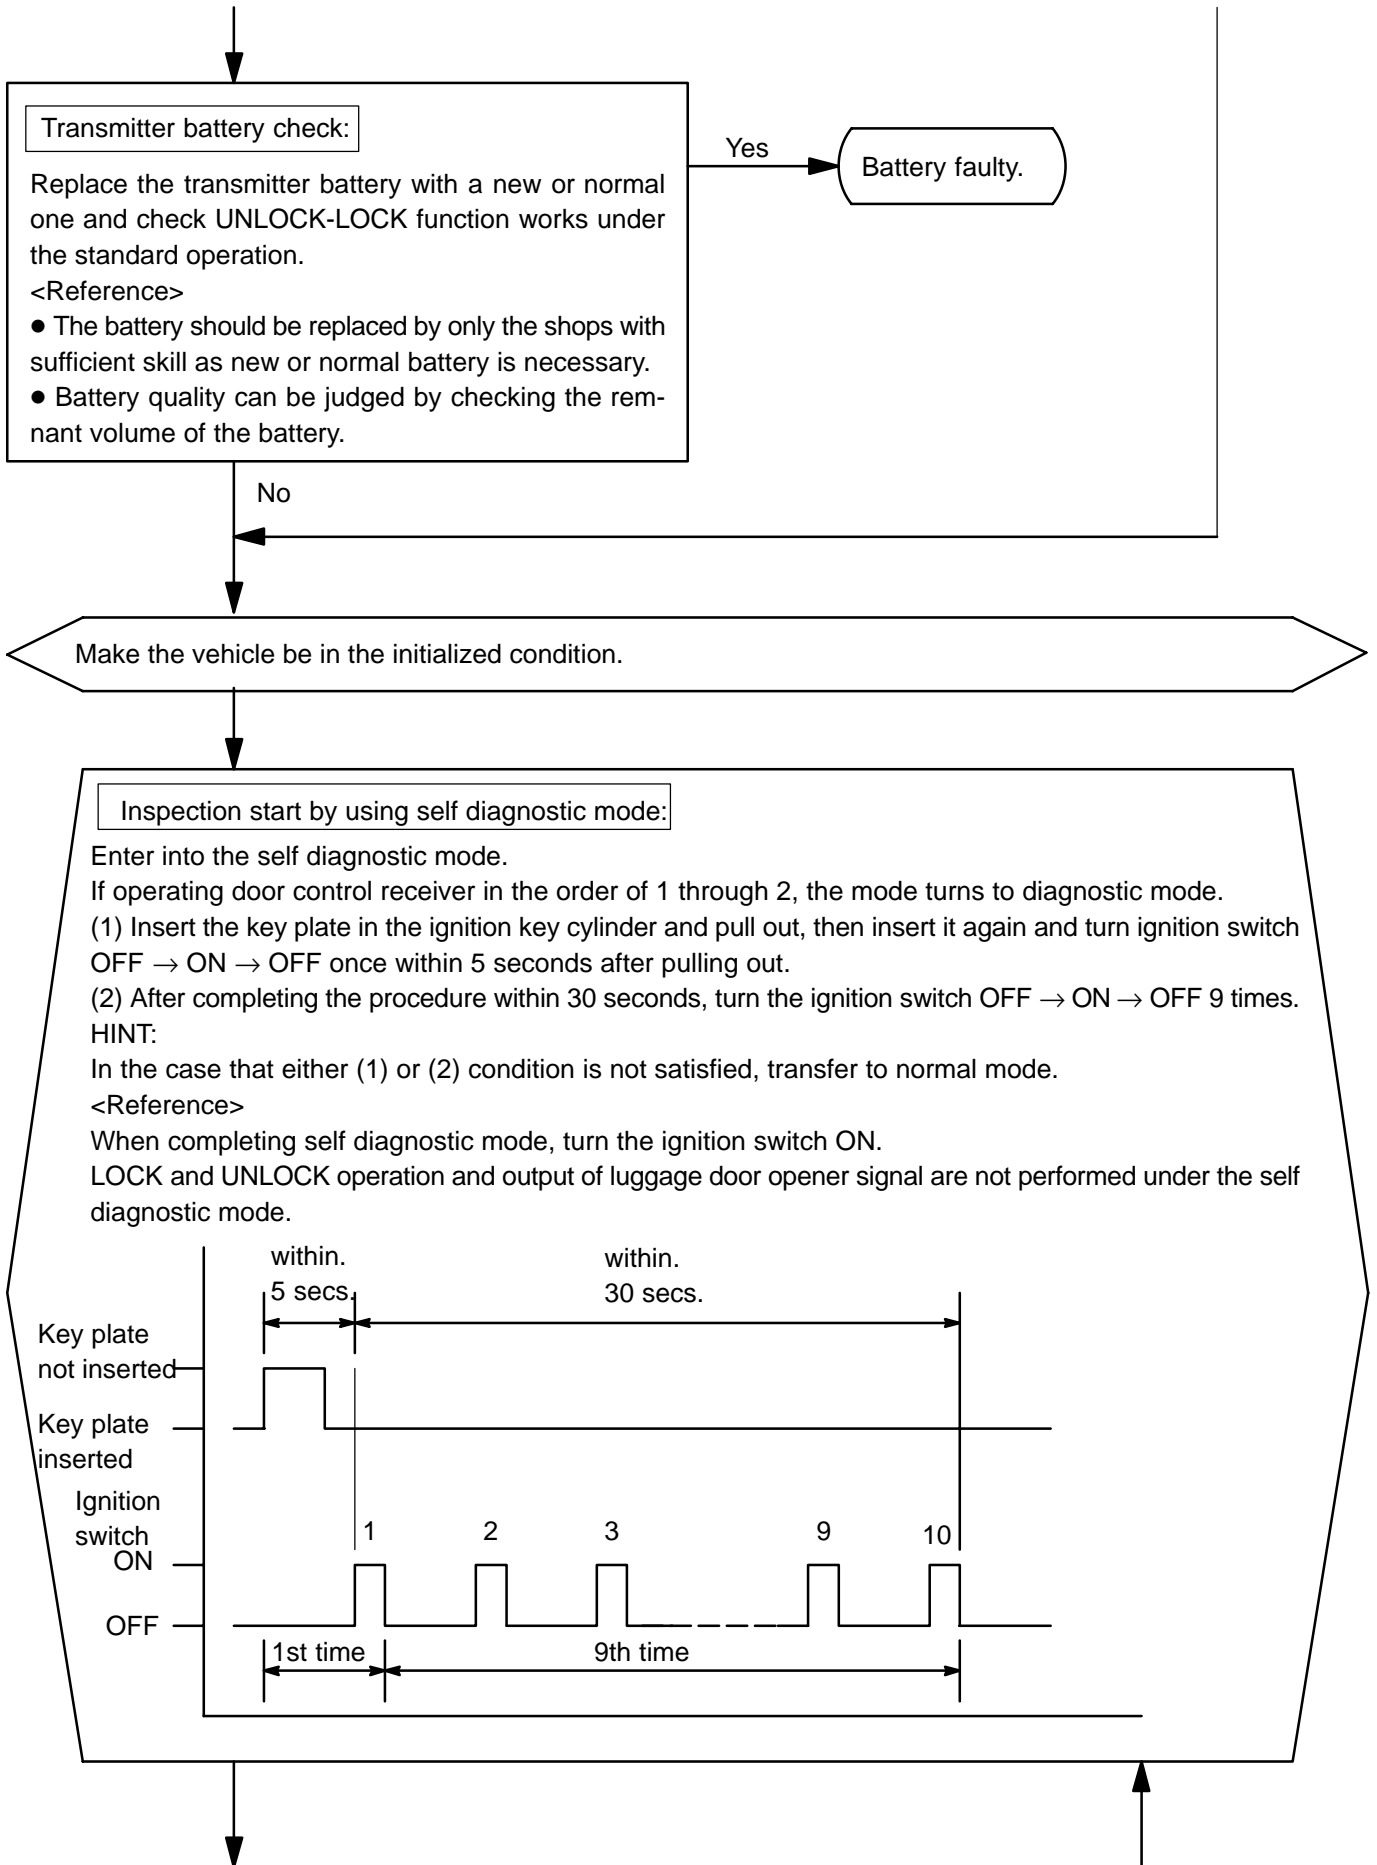 Transmitter battery check:
Replace the transmitter battery with a new or normal
one and check UNLOCK-LOCK function works under
the standard operation.
<Reference>
● The battery should be replaced by only the shops with
sufficient skill as new or normal battery is necessary.
● Battery quality can be judged by checking the rem-
nant volume of the battery.
Yes
Battery faulty.
No
Make the vehicle be in the initialized condition.
Inspection start by using self diagnostic mode:
Enter into the self diagnostic mode.
If operating door control receiver in the order of 1 through 2, the mode turns to diagnostic mode.
(1) Insert the key plate in the ignition key cylinder and pull out, then insert it again and turn ignition switch
OFF → ON → OFF once within 5 seconds after pulling out.
(2) After completing the procedure within 30 seconds, turn the ignition switch OFF → ON → OFF 9 times.
HINT:
In the case that either (1) or (2) condition is not satisfied, transfer to normal mode.
<Reference>
When completing self diagnostic mode, turn the ignition switch ON.
LOCK and UNLOCK operation and output of luggage door opener signal are not performed under the self
diagnostic mode.
within.
5 secs.
within.
30 secs.
Key plate
not inserted
Key plate
inserted
Ignition
switch
ON
1 2 3 9 10
OFF
1st time
9th time